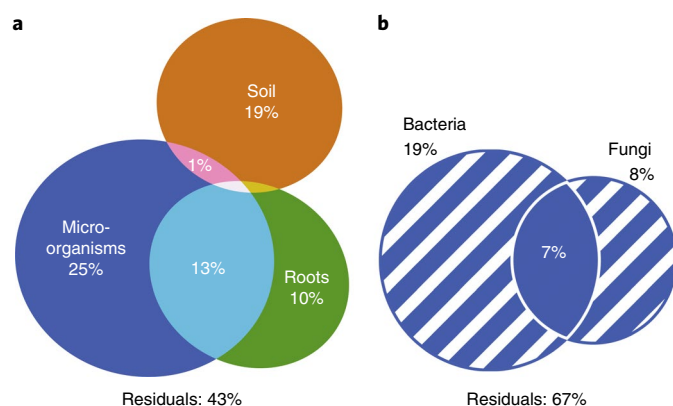 a
Soil
19%
1%
Micro-
organisms
25%
13%
Roots
10%
Residuals: 43%
b
Bacteria
19%
Fungi
8%
7%
Residuals: 67%